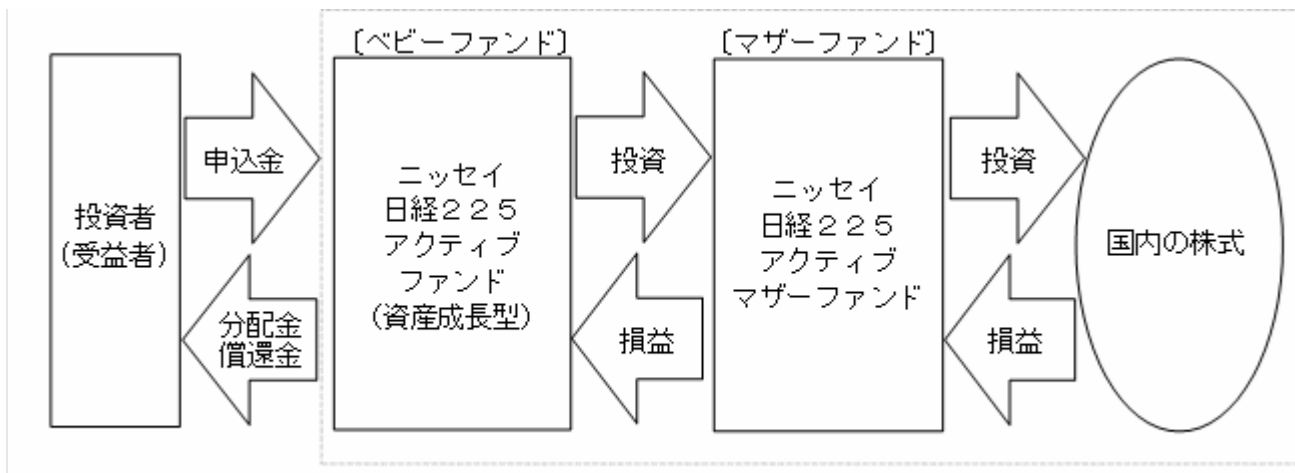 〔ベビーファンド〕
〔マザーファンド〕
投資者
（受益者）
申込金
分配金
償還金
ニッセイ
日経２２５
アクティブ
ファンド
（資産成長型）
投資
損益
ニッセイ
日経２２５
アクティブ
マザーファンド
投資
損益
国内の株式